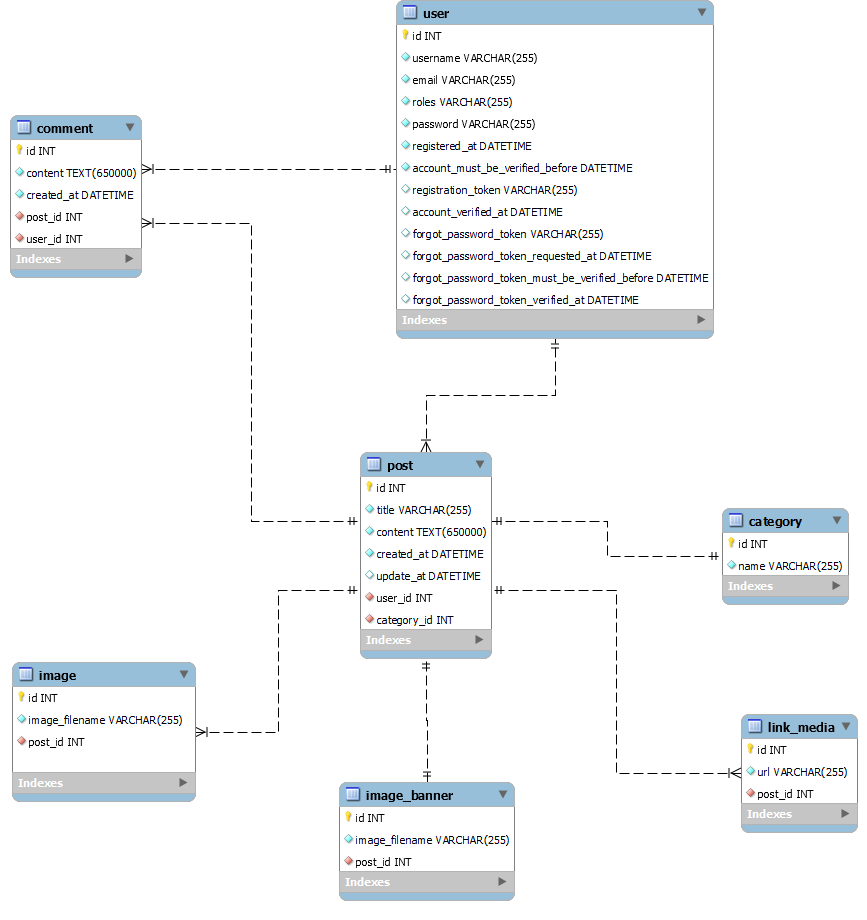 user
id INT
username VARCHAR(255)
email VARCHAR(255)
roles VARCHAR(255)
password VARCHAR(255)
registered_at DATETIME
account_must_be_verified_before DATETIME
registration_token VARCHAR(255)
account_verified_at DATETIME
forgot_password_token VARCHAR(255)
forgot_password_token_requested_at DATETIME
forgot_password_token_must_be_verified_before DATETIME
forgot_password_token_verified_at DATETIME
Indexes
comment
id INT
content TEXT(650000)
created_at DATETIME
post_id INT
user_id INT
Indexes
post
id INT
title VARCHAR(255)
content TEXT(650000)
created_at DATETIME
update_at DATETIME
user_id INT
category_id INT
Indexes
category
id INT
name VARCHAR(255)
Indexes
image
id INT
image_filename VARCHAR(255)
post_id INT
Indexes
image_banner
id INT
image_filename VARCHAR(255)
post_id INT
Indexes
link_media
id INT
url VARCHAR(255)
post_id INT
Indexes